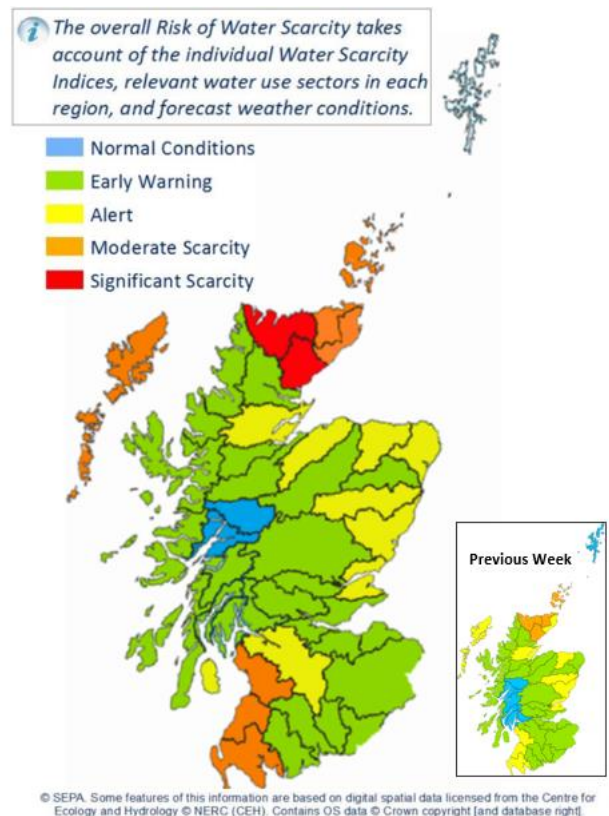 The overall Risk of Water Scarcity takes
account of the individual Water Scarcity
Indices, relevant water use sectors in each
region, and forecast weather conditions.
Normal Conditions
Early Warning
Alert
Moderate Scarcity
Significant Scarcity
Previous Week
© SEPA. Some features of this information are based on digital spatial data licensed from the Centre for
Ecology and Hydrology © NERC (CEH). Contains OS data © Crown copyright [and database right].